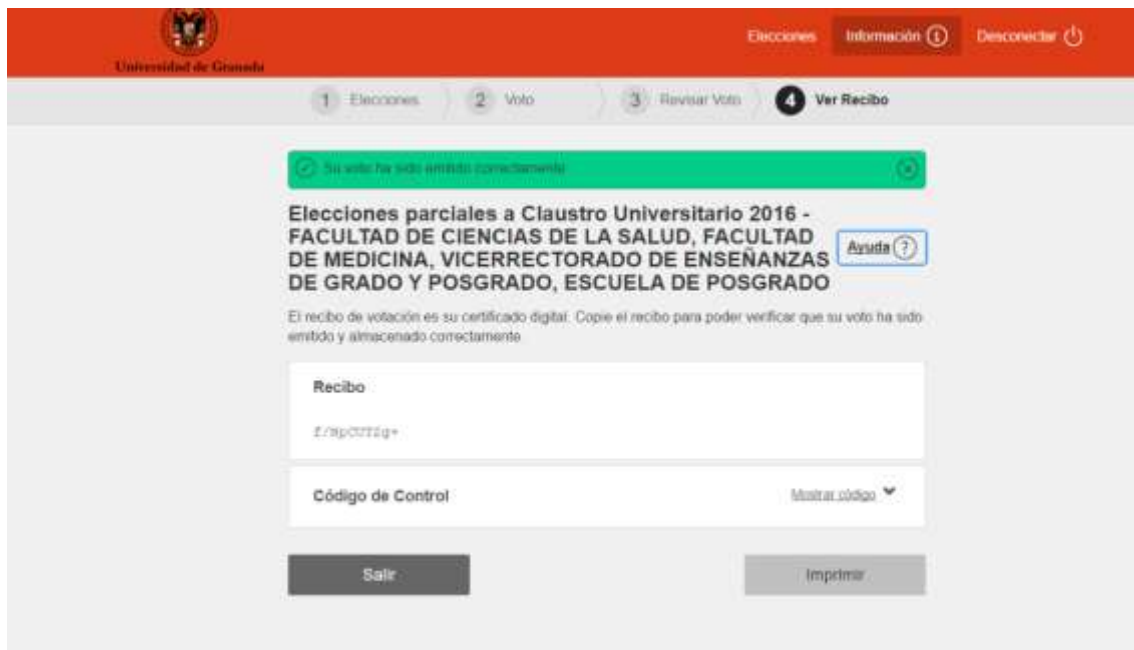 Universidad de Granada
Elecciones Información Desconectar
1 Elecciones 2 Voto 3 Revisar Voto 4 Ver Recibo
Su voto ha sido emitido correctamente
Elecciones parciales a Claustro Universitario 2016 -
FACULTAD DE CIENCIAS DE LA SALUD, FACULTAD
DE MEDICINA, VICERRECTORADO DE ENSEÑANZAS
DE GRADO Y POSGRADO, ESCUELA DE POSGRADO
Ayuda ?
El recibo de votación es su certificado digital. Copie el recibo para poder verificar que su voto ha sido
emitido y almacenado correctamente
Recibo
Código de Control Mostrar código
Salir Imprimir